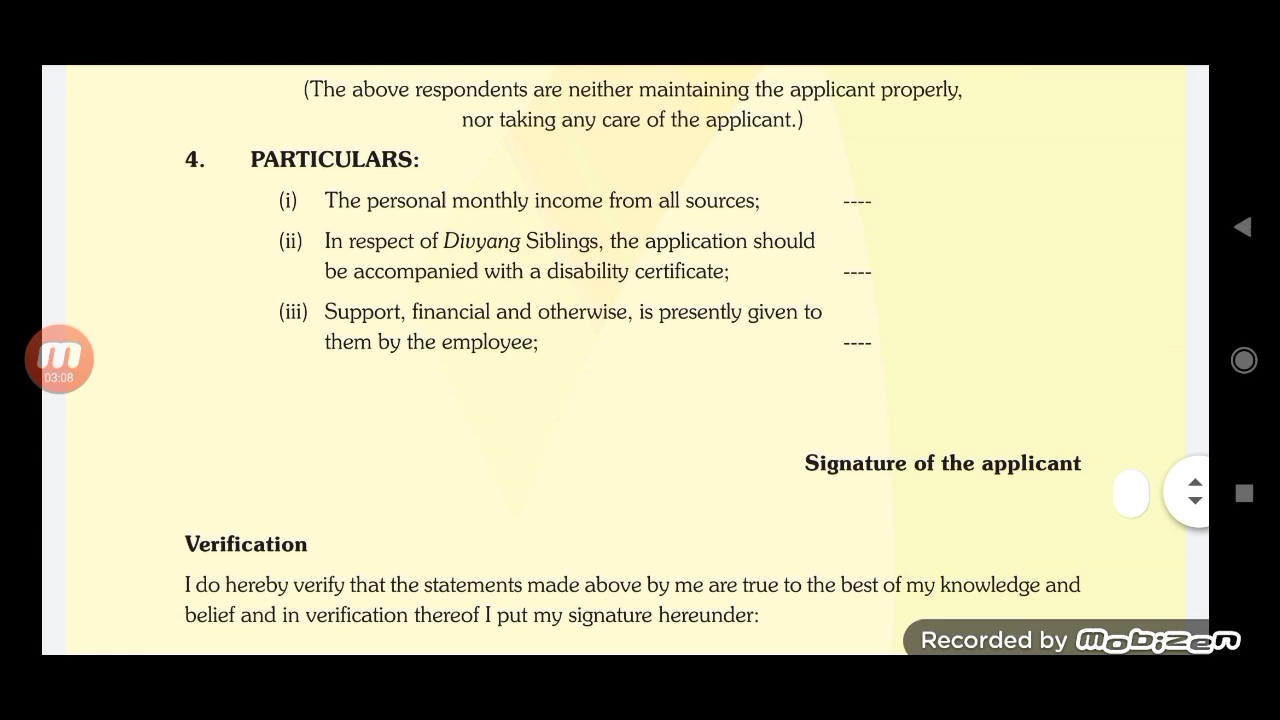 (The above respondents are neither maintaining the applicant properly,
nor taking any care of the applicant.)
4. PARTICULARS:
(i) The personal monthly income from all sources; ----
(ii) In respect of Divyang Siblings, the application should
be accompanied with a disability certificate; ----
(iii) Support, financial and otherwise, is presently given to
them by the employee; ----
03:08
Signature of the applicant
Verification
I do hereby verify that the statements made above by me are true to the best of my knowledge and
belief and in verification thereof I put my signature hereunder:
Recorded by mobizen